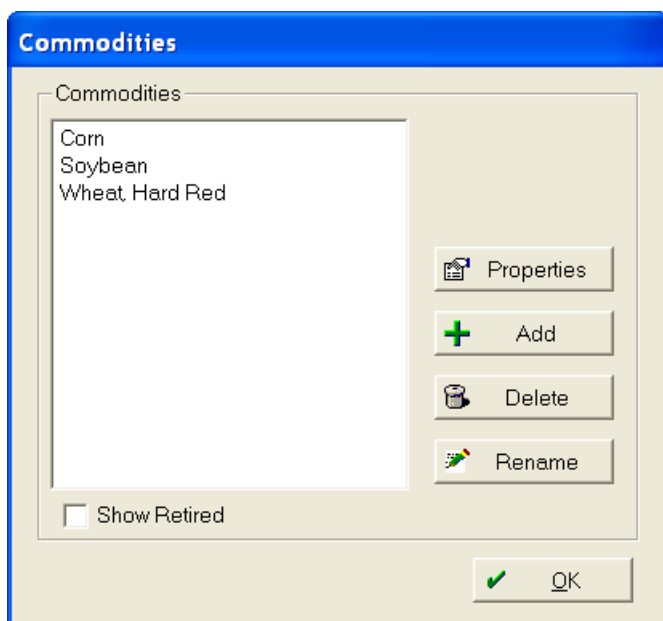 Commodities
Commodities
Corn
Soybean
Wheat, Hard Red
Properties
Add
Delete
Rename
Show Retired
OK